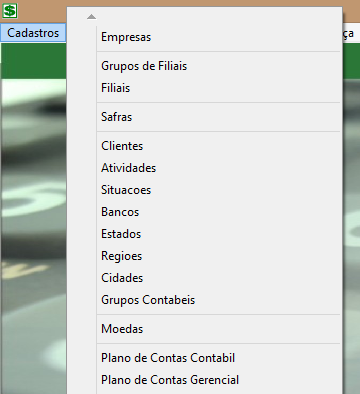 Cadastros
ça
Empresas
Grupos de Filiais
Filiais
Safras
Clientes
Atividades
Situacoes
Bancos
Estados
Regioes
Cidades
Grupos Contabeis
Moedas
Plano de Contas Contabil
Plano de Contas Gerencial